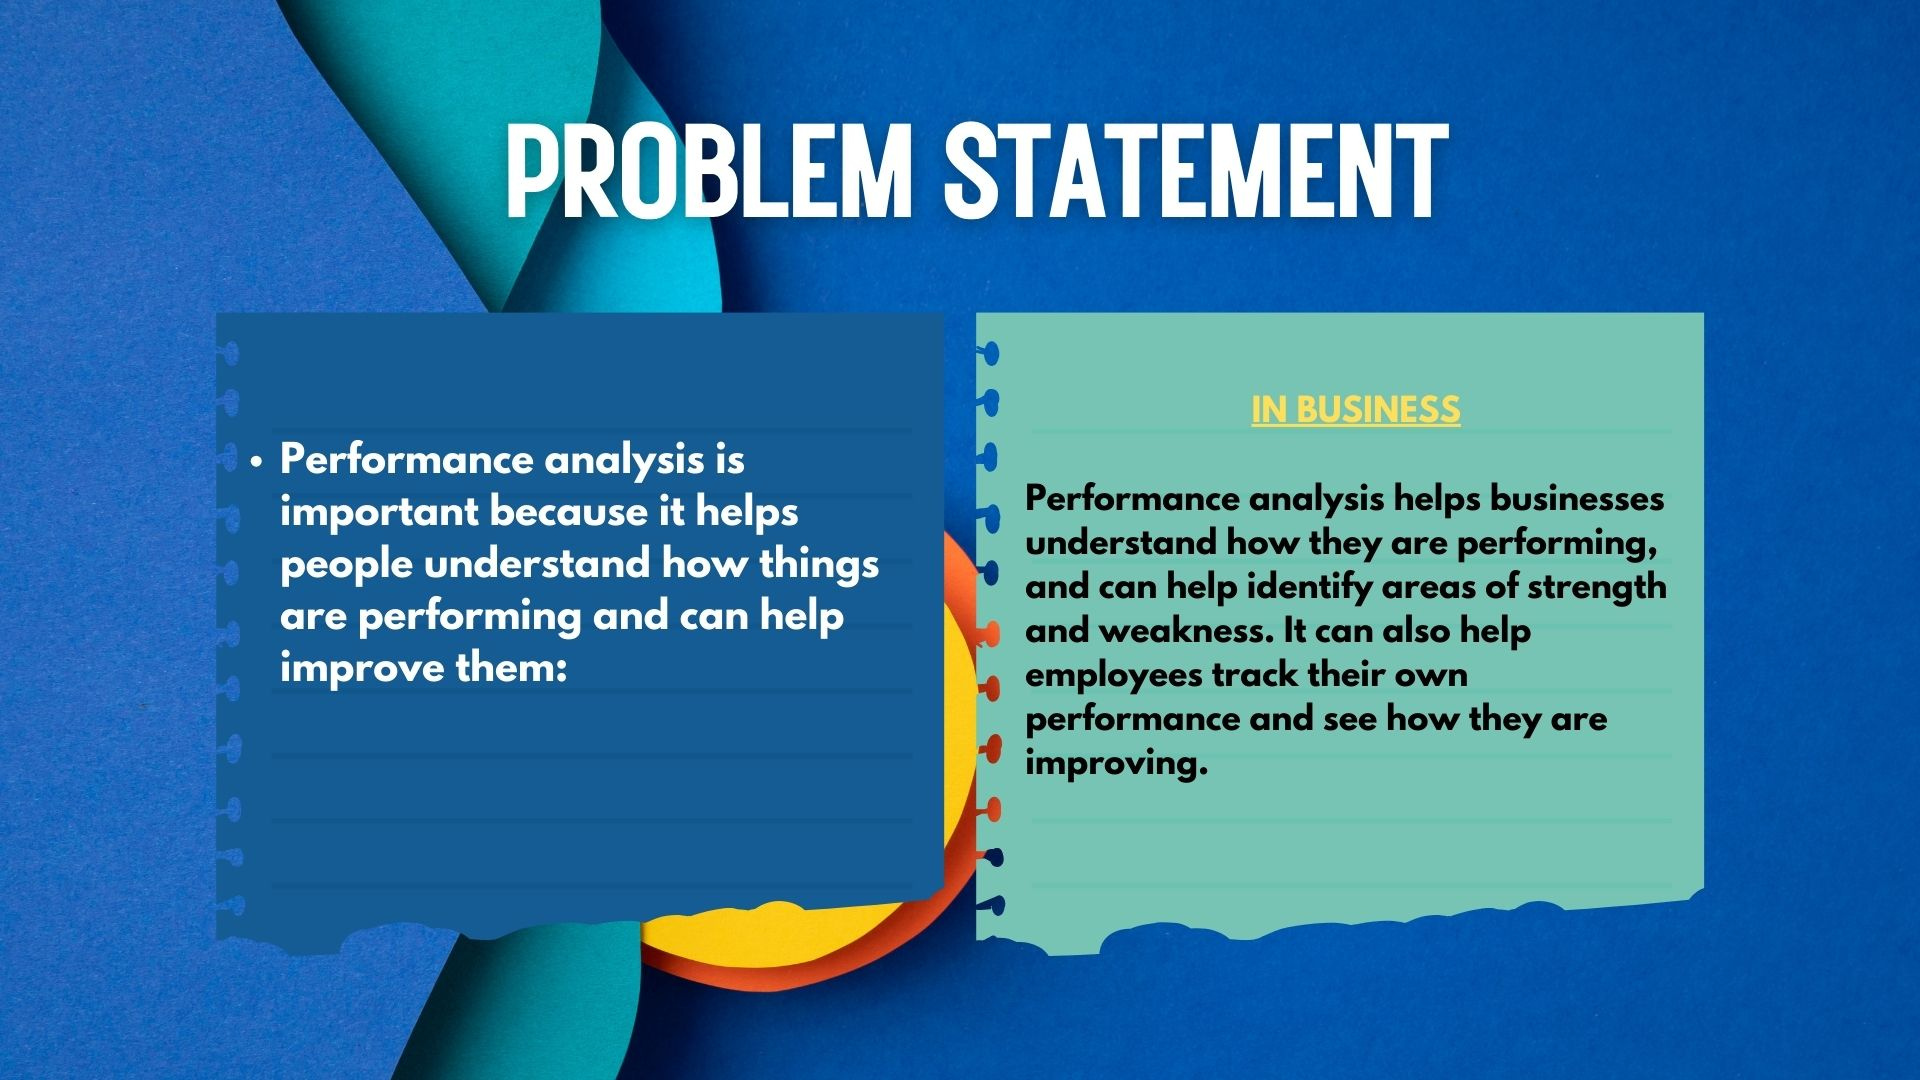 PROBLEM STATEMENT
• Performance analysis is
important because it helps
people understand how things
are performing and can help
improve them:
IN BUSINESS
Performance analysis helps businesses
understand how they are performing,
and can help identify areas of strength
and weakness. It can also help
employees track their own
performance and see how they are
improving.